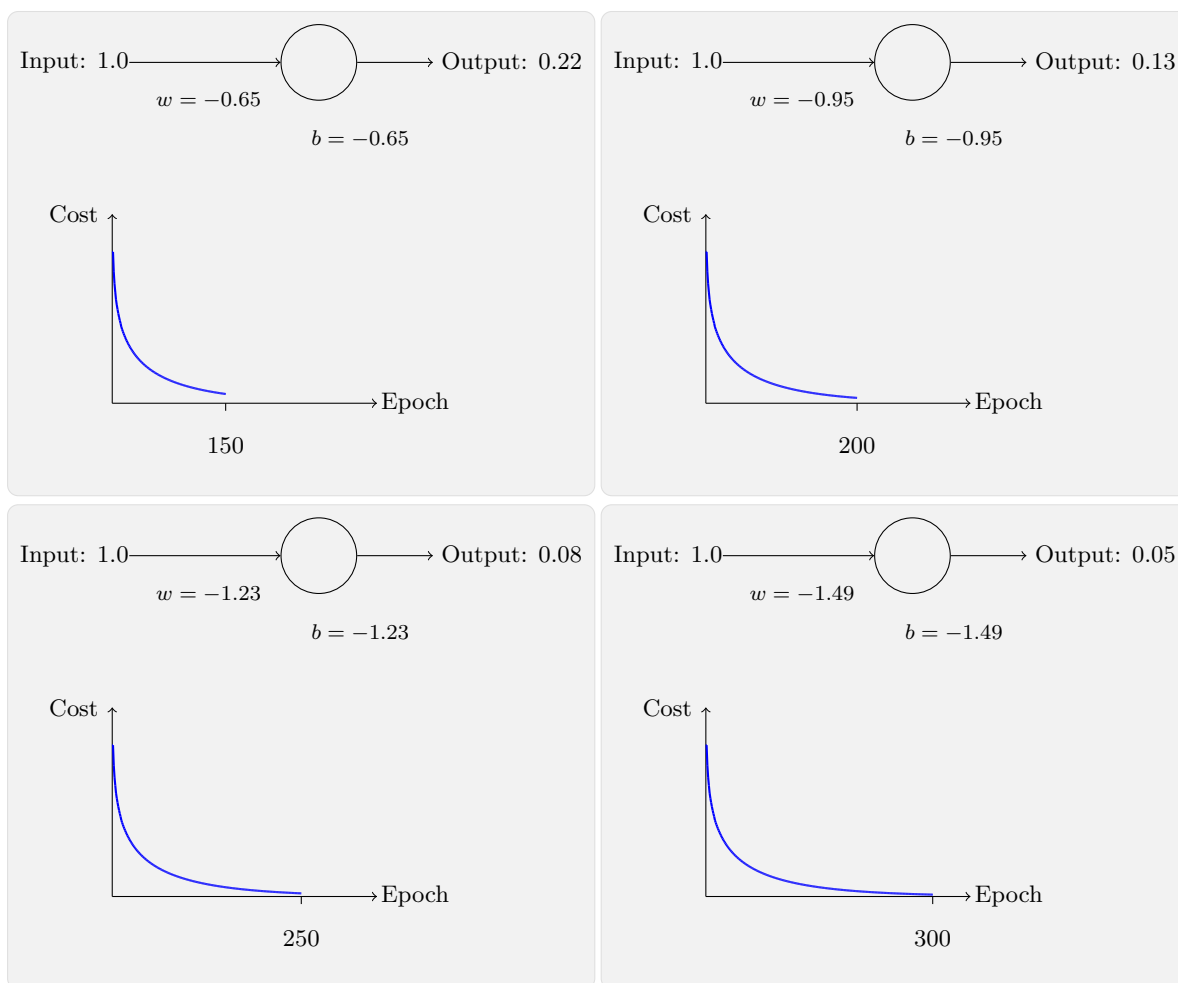 Input: 1.0 Output: 0.22
w = −0.65
b = −0.65
Cost
Epoch
150
Input: 1.0 Output: 0.13
w = −0.95
b = −0.95
Cost
Epoch
200
Input: 1.0 Output: 0.08
w = −1.23
b = −1.23
Cost
Epoch
250
Input: 1.0 Output: 0.05
w = −1.49
b = −1.49
Cost
Epoch
300